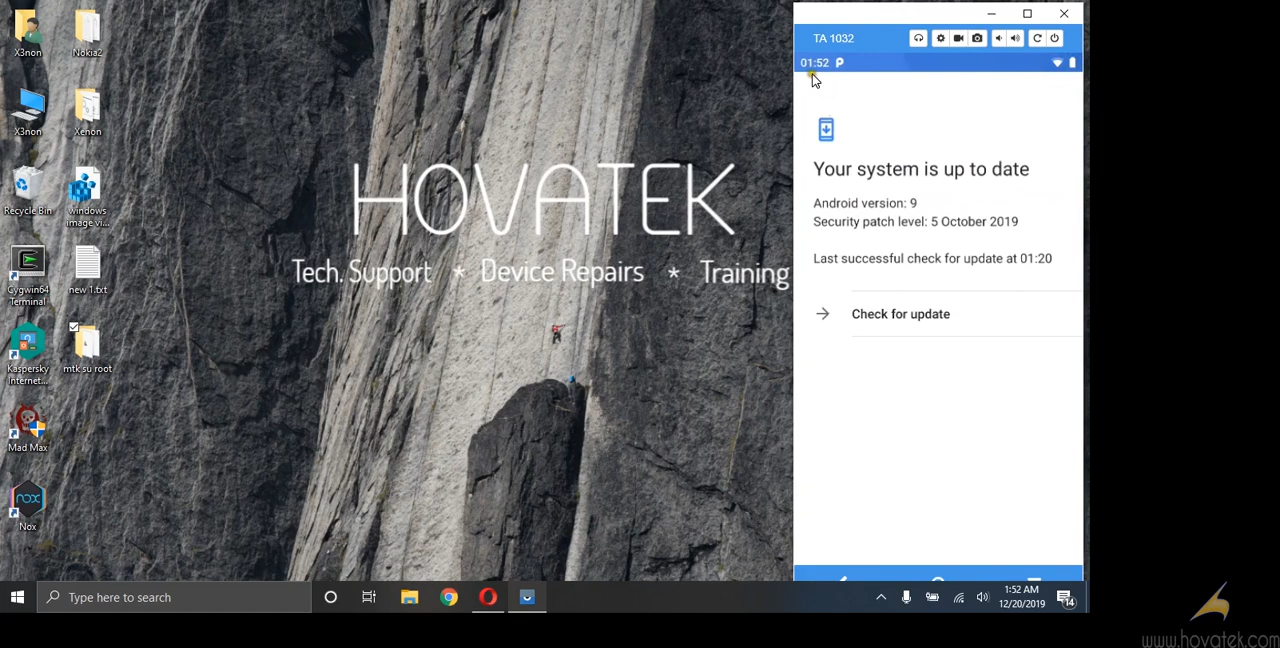 X3non
Nokia2
X3non
Xenon
Recycle Bin
windows
image vi...
Cygwin64
Terminal
new 1.txt
Kaspersky
Internet...
mtk su root
Mad Max
nox
Nox
HOVATEK
Tech. Support * Device Repairs * Training
TA 1032
01:52
Your system is up to date
Android version: 9
Security patch level: 5 October 2019
Last successful check for update at 01:20
Check for update
Type here to search
1:52 AM
12/20/2019
14
www.hovatek.com